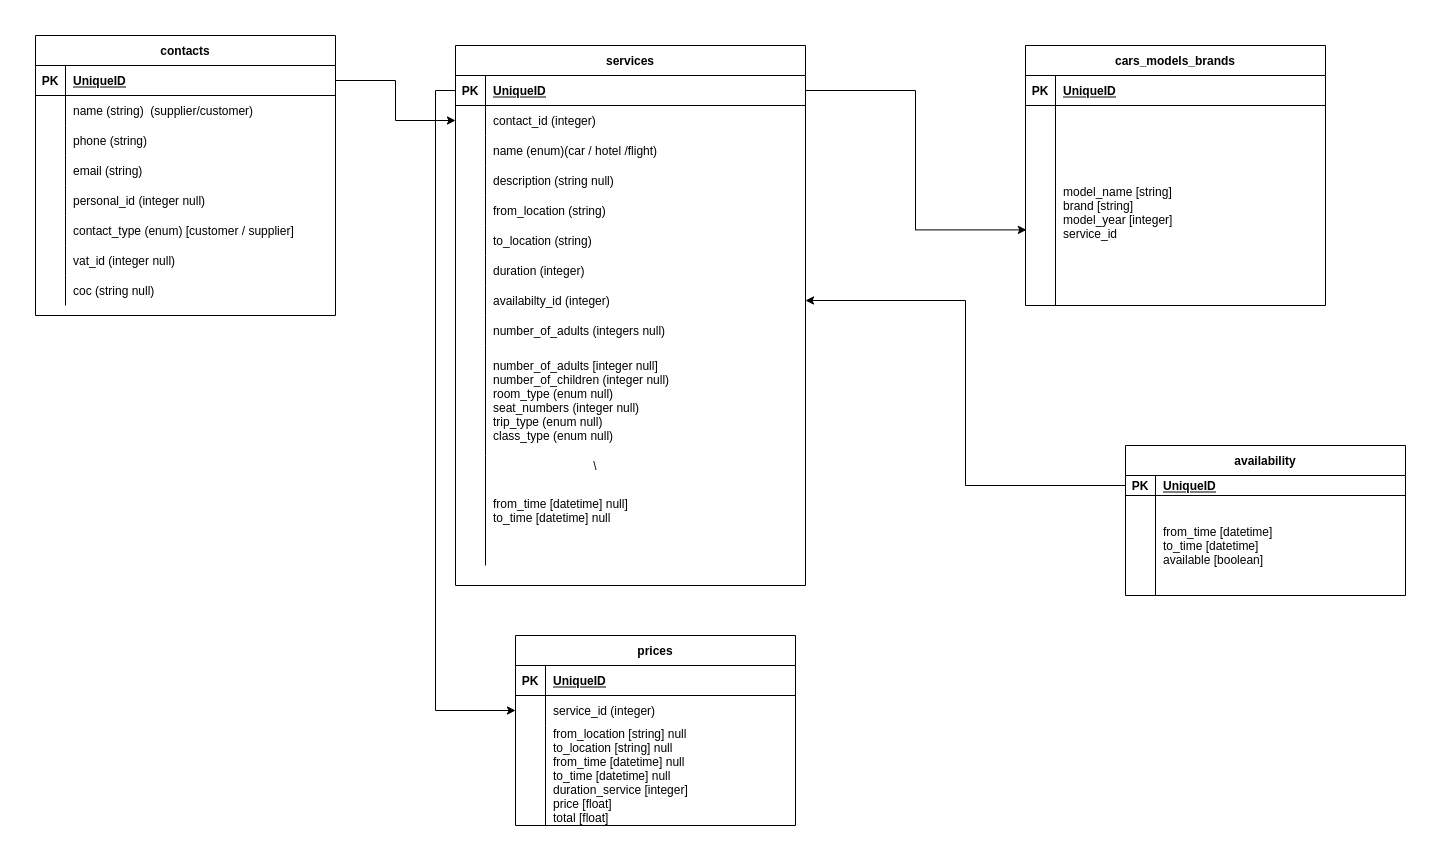 contacts
PK UniqueID
name (string)  (supplier/customer)
phone (string)
email (string)
personal_id (integer null)
contact_type (enum) [customer / supplier]
vat_id (integer null)
coc (string null)
services
PK UniqueID
contact_id (integer)
name (enum)(car / hotel /flight)
description (string null)
from_location (string)
to_location (string)
duration (integer)
availabilty_id (integer)
number_of_adults (integers null)
number_of_adults [integer null]
number_of_children (integer null)
room_type (enum null)
seat_numbers (integer null)
trip_type (enum null)
class_type (enum null)
\
from_time [datetime] null]
to_time [datetime] null
cars_models_brands
PK UniqueID
model_name [string]
brand [string]
model_year [integer]
service_id
availability
PK UniqueID
from_time [datetime]
to_time [datetime]
available [boolean]
prices
PK UniqueID
service_id (integer)
from_location [string] null
to_location [string] null
from_time [datetime] null
to_time [datetime] null
duration_service [integer]
price [float]
total [float]